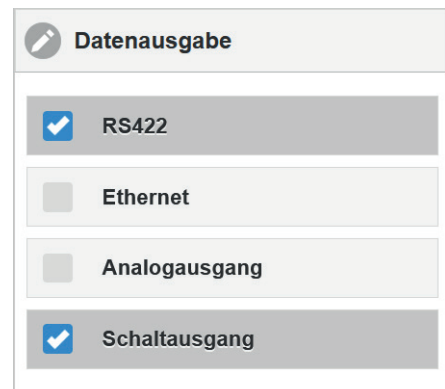 Datenausgabe
RS422
Ethernet
Analogausgang
Schaltausgang